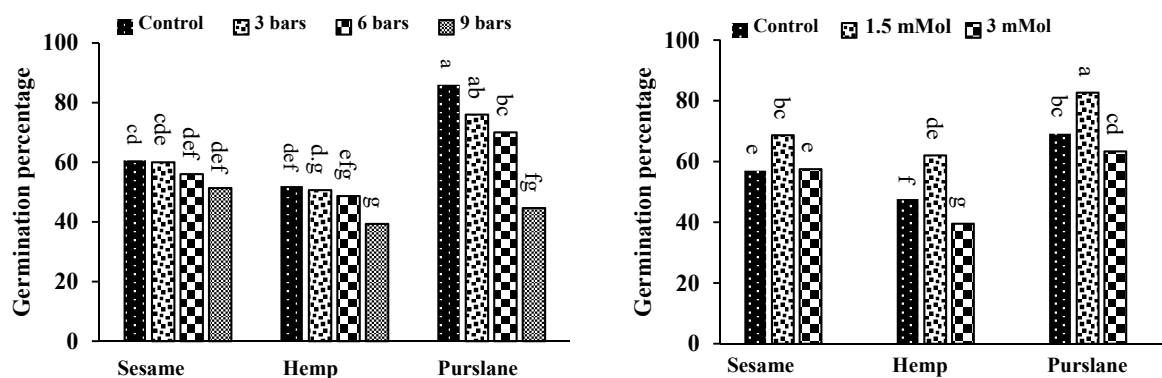 Control 3 bars 6 bars 9 bars
Germination percentage
100
80
60
40
20
0
cd cde def def
def d.g efg g
a ab bc fg
Sesame Hemp Purslane
Control 1.5 mMol 3 mMol
Germination percentage
100
80
60
40
20
0
e bc e
f de g
bc a cd
Sesame Hemp Purslane